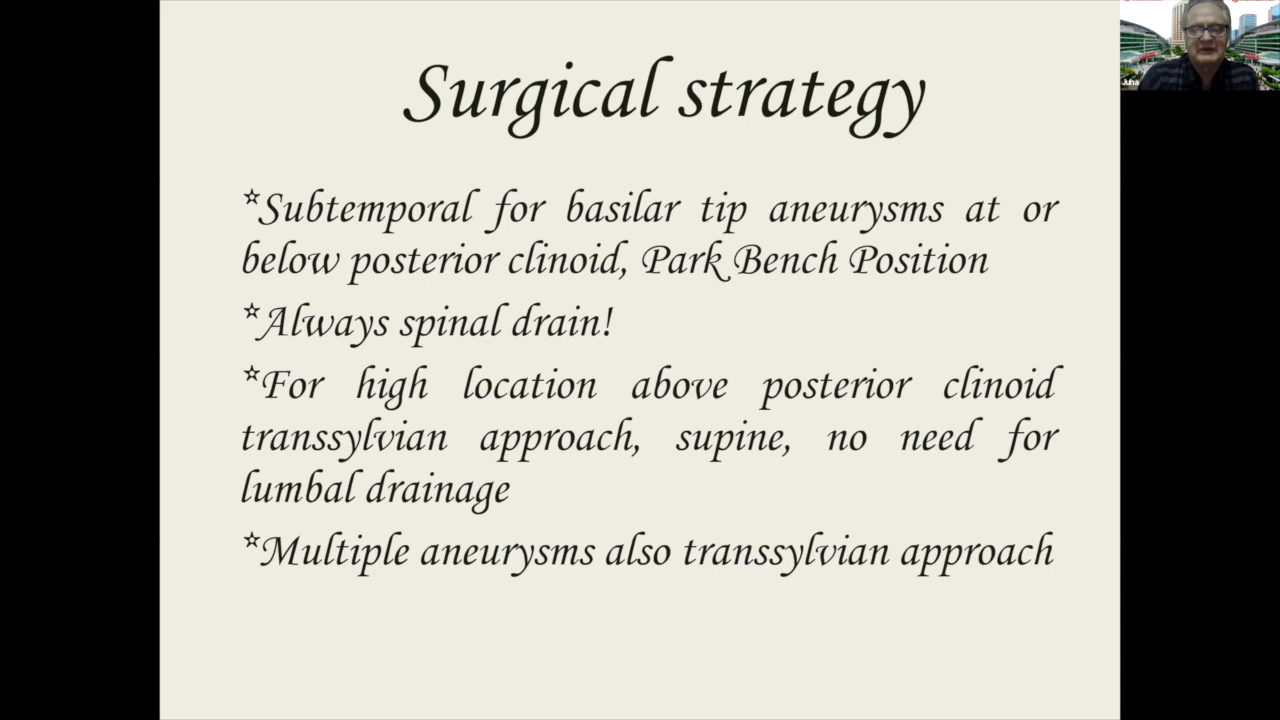 Surgical strategy
*Subtemporal for basilar tip aneurysms at or
below posterior clinoid, Park Bench Position
*Always spinal drain!
*For high location above posterior clinoid
transsylvian approach, supine, no need for
lumbal drainage
*Multiple aneurysms also transsylvian approach
Juha